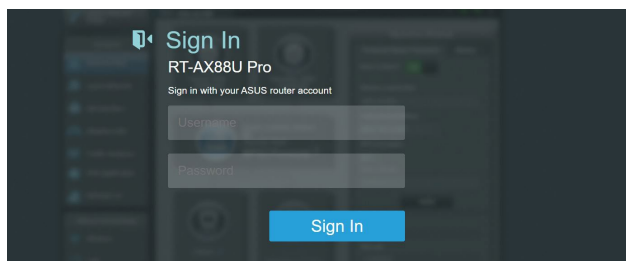 Sign In
RT-AX88U Pro
Sign in with your ASUS router account
Username
Password
Sign In